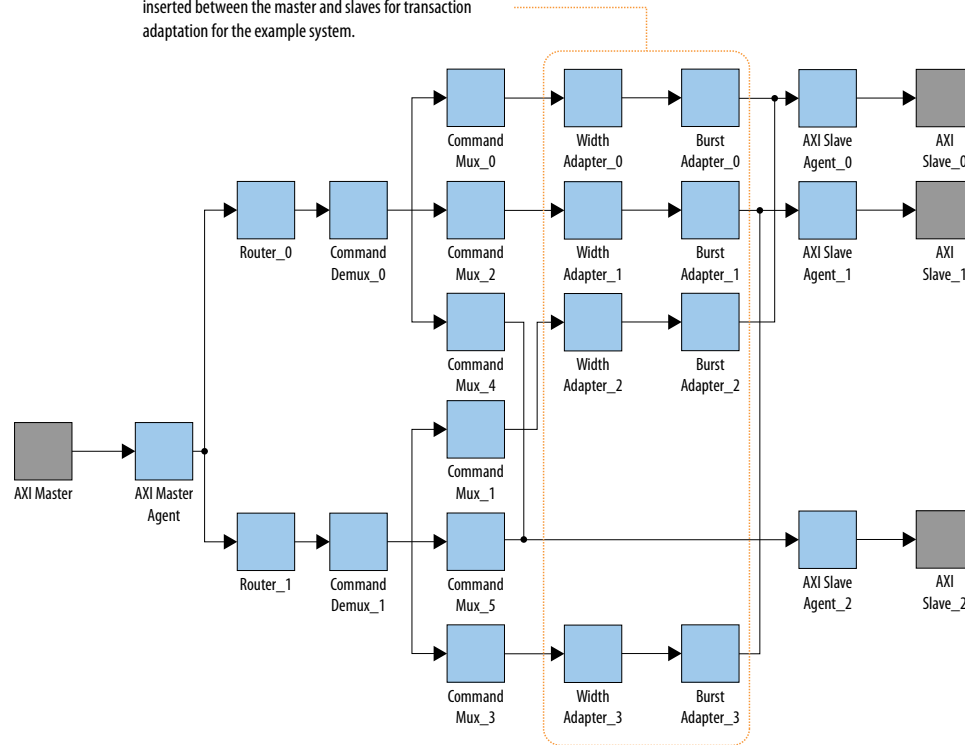 inserted between the master and slaves for transaction
adaptation for the example system.
Command
Mux_0
Width
Adapter_0
Burst
Adapter_0
AXI Slave
Agent_0
AXI
Slave_0
Router_0
Command
Demux_0
Command
Mux_2
Width
Adapter_1
Burst
Adapter_1
AXI Slave
Agent_1
AXI
Slave_1
Command
Mux_4
Width
Adapter_2
Burst
Adapter_2
AXI Master
AXI Master
Agent
Command
Mux_1
Router_1
Command
Demux_1
Command
Mux_5
AXI Slave
Agent_2
AXI
Slave_2
Command
Mux_3
Width
Adapter_3
Burst
Adapter_3